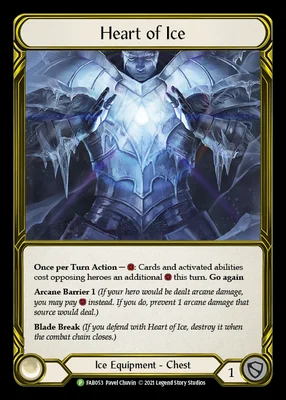 Heart of Ice
Once per Turn Action — : Cards and activated abilities
cost opposing heroes an additional this turn. Go again
Arcane Barrier 1 (If your hero would be dealt arcane damage,
you may pay instead. If you do, prevent 1 arcane damage that
source would deal.)
Blade Break (If you defend with Heart of Ice, destroy it when
the combat chain closes.)
Ice Equipment - Chest
1
P FAB053 Pavel Chuvin © 2021 Legend Story Studios